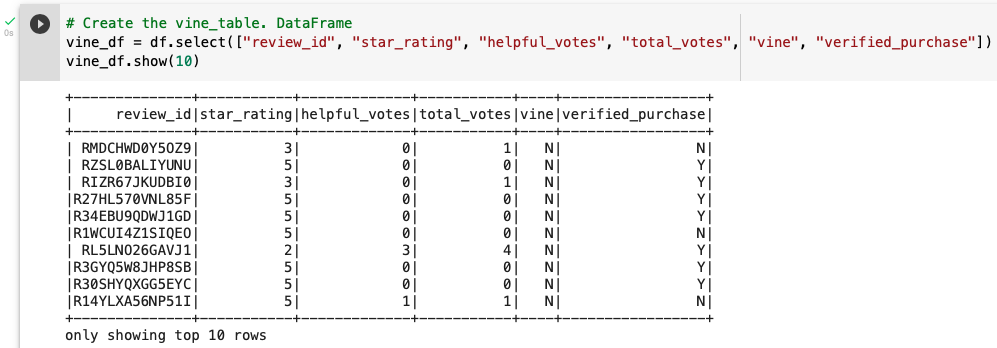 # Create the vine_table. DataFrame
vine_df = df.select(["review_id", "star_rating", "helpful_votes", "total_votes", "vine", "verified_purchase"])
vine_df.show(10)
0s
+--------------+-----------+-------------+-----------+----+-----------------+
|     review_id|star_rating|helpful_votes|total_votes|vine|verified_purchase|
+--------------+-----------+-------------+-----------+----+-----------------+
| RMDCHWD0Y5OZ9|          3|            0|          1|   N|                N|
| RZSL0BALIYUNU|          5|            0|          0|   N|                Y|
| RIZR67JKUDBI0|          3|            0|          1|   N|                Y|
|R27HL570VNL85F|          5|            0|          0|   N|                Y|
|R34EBU9QDWJ1GD|          5|            0|          0|   N|                Y|
|R1WCUI4Z1SIQEO|          5|            0|          0|   N|                N|
| RL5LNO26GAVJ1|          2|            3|          4|   N|                Y|
|R3GYQ5W8JHP8SB|          5|            0|          0|   N|                Y|
|R30SHYQXGG5EYC|          5|            0|          0|   N|                Y|
|R14YLXA56NP51I|          5|            1|          1|   N|                N|
+--------------+-----------+-------------+-----------+----+-----------------+
only showing top 10 rows